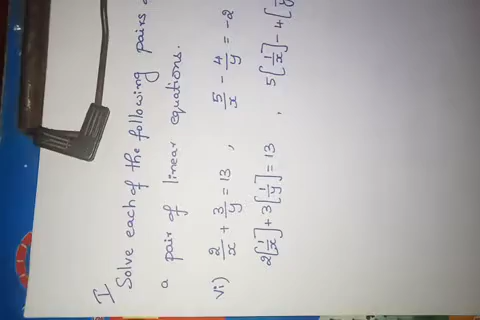 I
Solve each of the following pairs
a pair of linear equations.
vi) 2/x + 3/y = 13 , 5/x - 4/y = -2
2[1/x] + 3[1/y] = 13 , 5[1/x] - 4[1/y